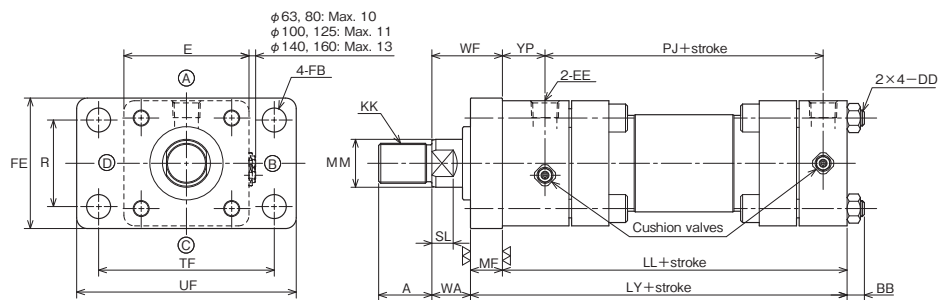 φ63, 80: Max. 10
φ100, 125: Max. 11
φ140, 160: Max. 13
E
WF
YP
PJ+stroke
A
4-FB
2-EE
2×4-DD
KK
FE
R
D
B
MM
C
SL
Cushion valves
TF
MF
LL+stroke
UF
A
WA
LY+stroke
BB